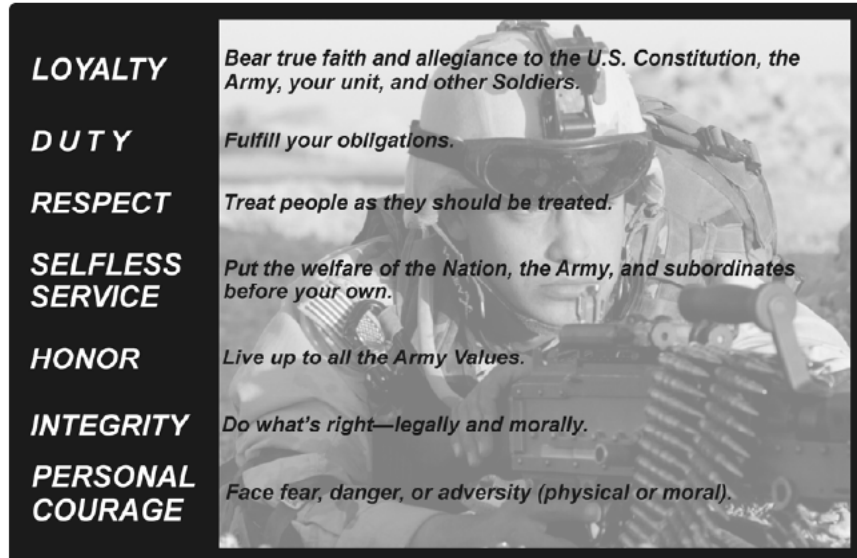 LOYALTY
Bear true faith and allegiance to the U.S. Constitution, the
Army, your unit, and other Soldiers.
D U T Y
Fulfill your obligations.
RESPECT
Treat people as they should be treated.
SELFLESS
SERVICE
Put the welfare of the Nation, the Army, and subordinates
before your own.
HONOR
Live up to all the Army Values.
INTEGRITY
Do what's right—legally and morally.
PERSONAL
COURAGE
Face fear, danger, or adversity (physical or moral).